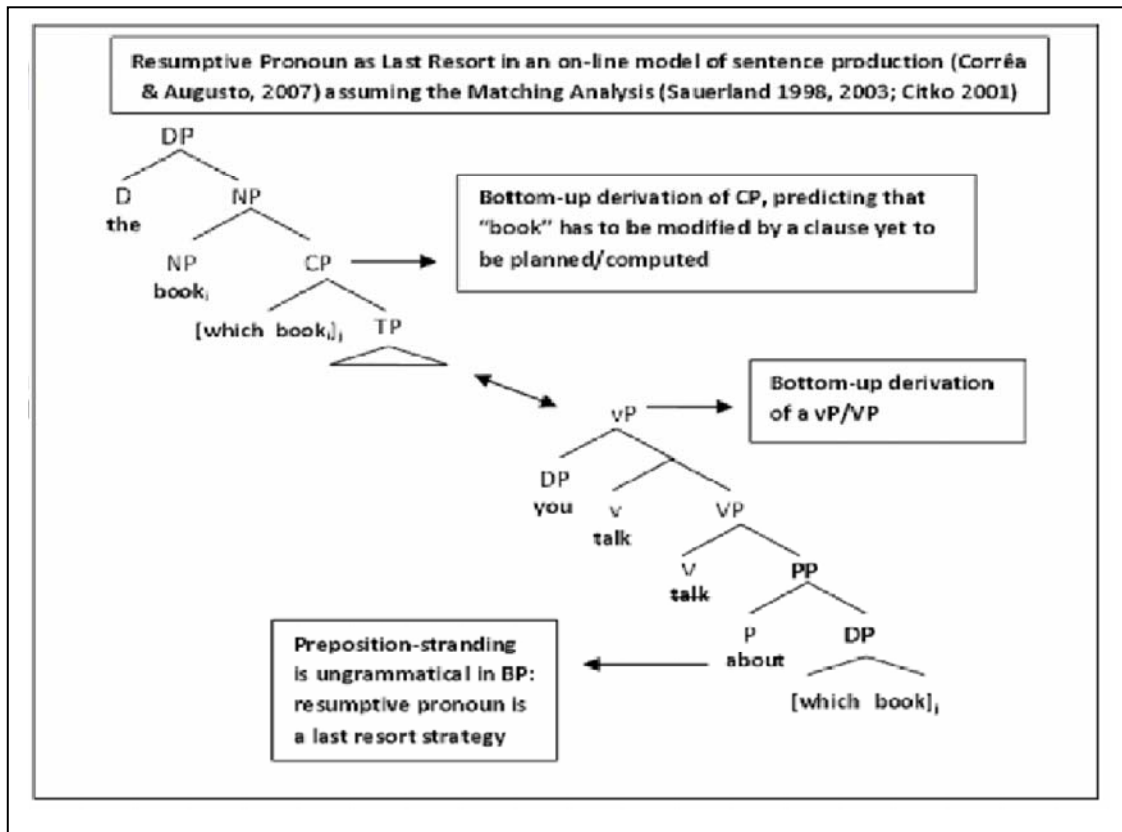 Resumptive Pronoun as Last Resort in an on-line model of sentence production (Corrêa
& Augusto, 2007) assuming the Matching Analysis (Sauerland 1998, 2003; Citko 2001)
DP
D NP
the
Bottom-up derivation of CP, predicting that
"book" has to be modified by a clause yet to
be planned/computed
NP CP
bookᵢ
[which bookᵢ]ⱼ TP
Bottom-up derivation
of a vP/VP
vP
DP
you
v VP
talk
V PP
talk
P DP
about
[which book]ⱼ
Preposition-stranding
is ungrammatical in BP:
resumptive pronoun is
a last resort strategy